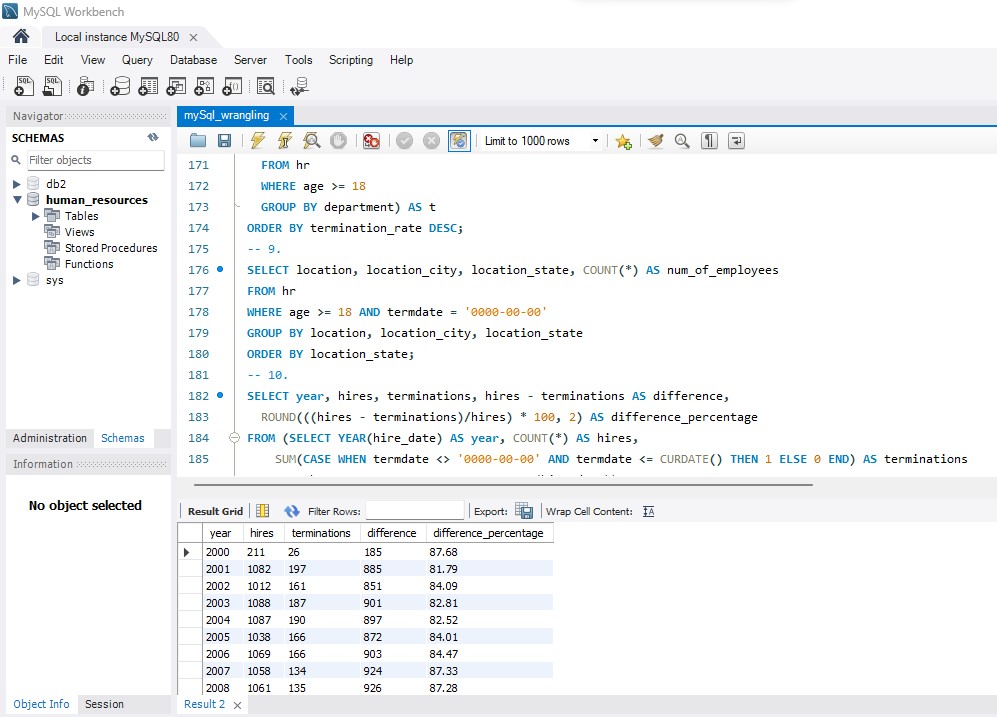 MySQL Workbench
Local instance MySQL80
File Edit View Query Database Server Tools Scripting Help
Navigator
SCHEMAS
Filter objects
db2
human_resources
Tables
Views
Stored Procedures
Functions
sys
Administration Schemas
Information
No object selected
Object Info Session
mySql_wrangling
Limit to 1000 rows
171 FROM hr
172 WHERE age >= 18
173 GROUP BY department) AS t
174 ORDER BY termination_rate DESC;
175 -- 9.
176 SELECT location, location_city, location_state, COUNT(*) AS num_of_employees
177 FROM hr
178 WHERE age >= 18 AND termdate = '0000-00-00'
179 GROUP BY location, location_city, location_state
180 ORDER BY location_state;
181 -- 10.
182 SELECT year, hires, terminations, hires - terminations AS difference,
183 ROUND(((hires - terminations)/hires) * 100, 2) AS difference_percentage
184 FROM (SELECT YEAR(hire_date) AS year, COUNT(*) AS hires,
185 SUM(CASE WHEN termdate <> '0000-00-00' AND termdate <= CURDATE() THEN 1 ELSE 0 END) AS terminations
Result Grid Filter Rows: Export: Wrap Cell Content:
year hires terminations difference difference_percentage
2000 211 26 185 87.68
2001 1082 197 885 81.79
2002 1012 161 851 84.09
2003 1088 187 901 82.81
2004 1087 190 897 82.52
2005 1038 166 872 84.01
2006 1069 166 903 84.47
2007 1058 134 924 87.33
2008 1061 135 926 87.28
Result 2